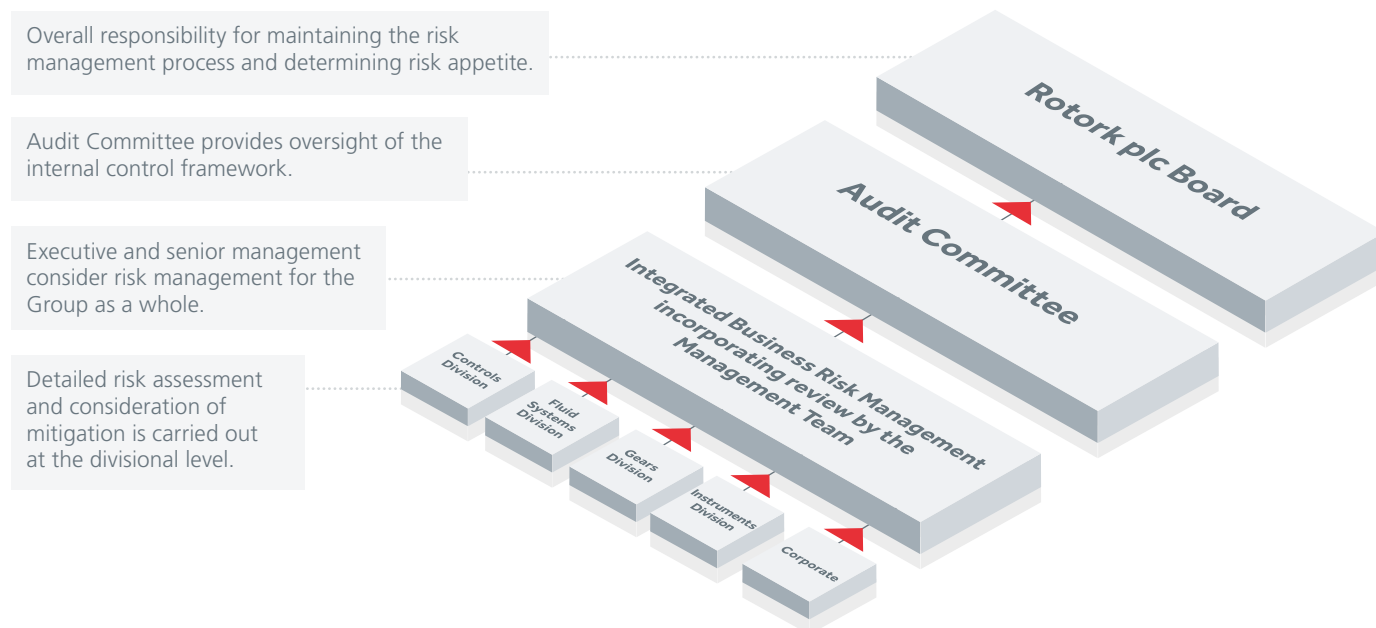 Overall responsibility for maintaining the risk
management process and determining risk appetite.
Rotork plc Board
Audit Committee provides oversight of the
internal control framework.
Audit Committee
Executive and senior management
consider risk management for the
Group as a whole.
Integrated Business Risk Management
incorporating review by the
Management Team
Detailed risk assessment
and consideration of
mitigation is carried out
at the divisional level.
Controls
Division
Fluid
Systems
Division
Gears
Division
Instruments
Division
Corporate